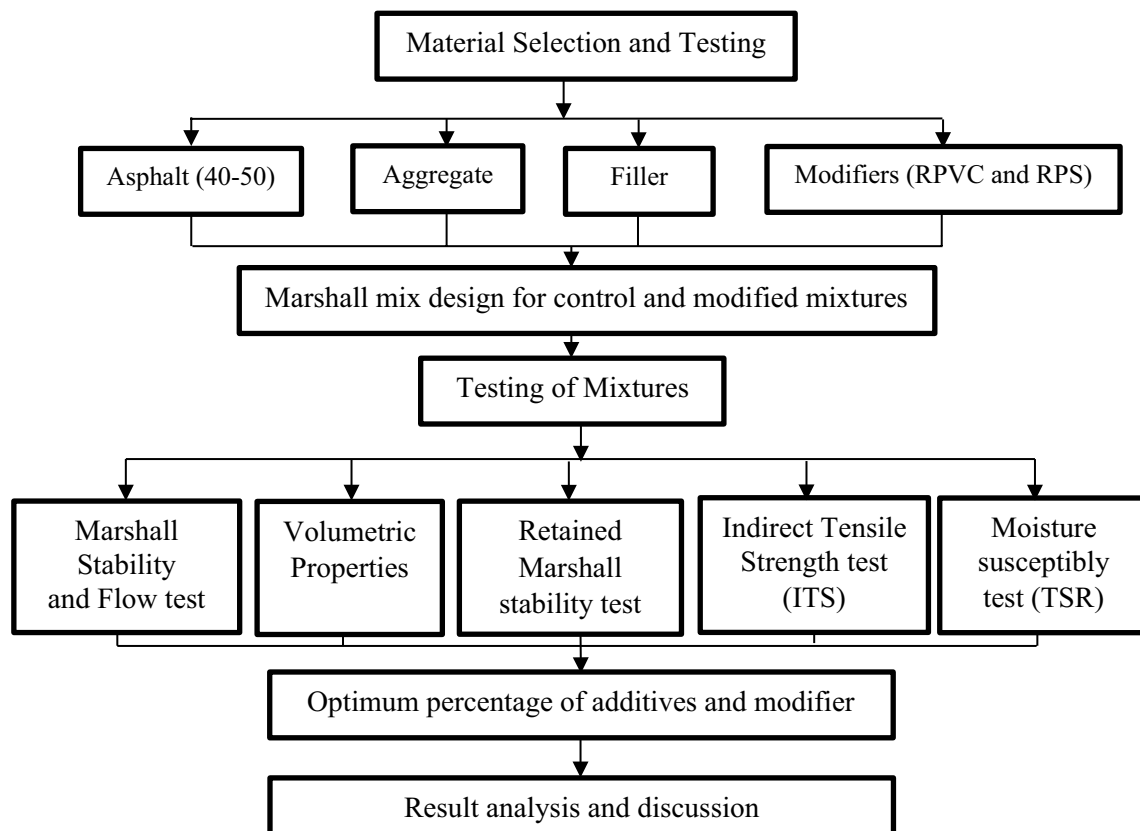 Material Selection and Testing
Asphalt (40-50)
Aggregate
Filler
Modifiers (RPVC and RPS)
Marshall mix design for control and modified mixtures
Testing of Mixtures
Marshall
Stability
and Flow test
Volumetric
Properties
Retained
Marshall
stability test
Indirect Tensile
Strength test
(ITS)
Moisture
susceptibly
test (TSR)
Optimum percentage of additives and modifier
Result analysis and discussion